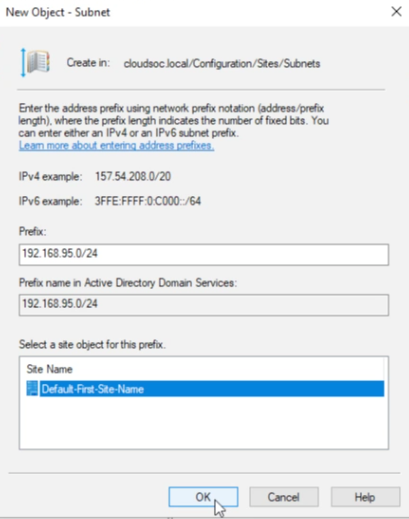 New Object - Subnet
Create in: cloudsoc.local/Configuration/Sites/Subnets
Enter the address prefix using network prefix notation (address/prefix
length), where the prefix length indicates the number of fixed bits. You
can enter either an IPv4 or an IPv6 subnet prefix.
Learn more about entering address prefixes.
IPv4 example: 157.54.208.0/20
IPv6 example: 3FFE:FFFF:0:C000::/64
Prefix:
192.168.95.0/24
Prefix name in Active Directory Domain Services:
192.168.95.0/24
Select a site object for this prefix.
Site Name
Default-First-Site-Name
OK Cancel Help